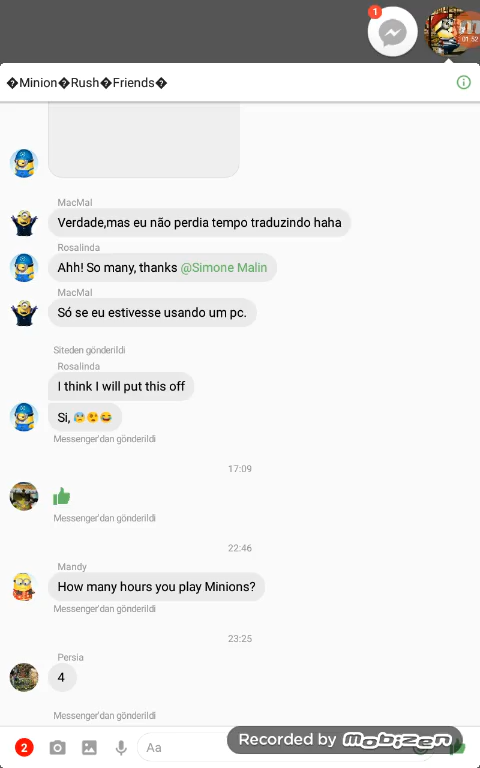 1
01:52
�Minion�Rush�Friends�
MacMal
Verdade,mas eu não perdia tempo traduzindo haha
Rosalinda
Ahh! So many, thanks @Simone Malin
MacMal
Só se eu estivesse usando um pc.
Siteden gönderildi
Rosalinda
I think I will put this off
Si, 😰😲😂
Messenger'dan gönderildi
17:09
Messenger'dan gönderildi
22:46
Mandy
How many hours you play Minions?
Messenger'dan gönderildi
23:25
Persia
4
Messenger'dan gönderildi
2
Aa
Recorded by MOBIZEN